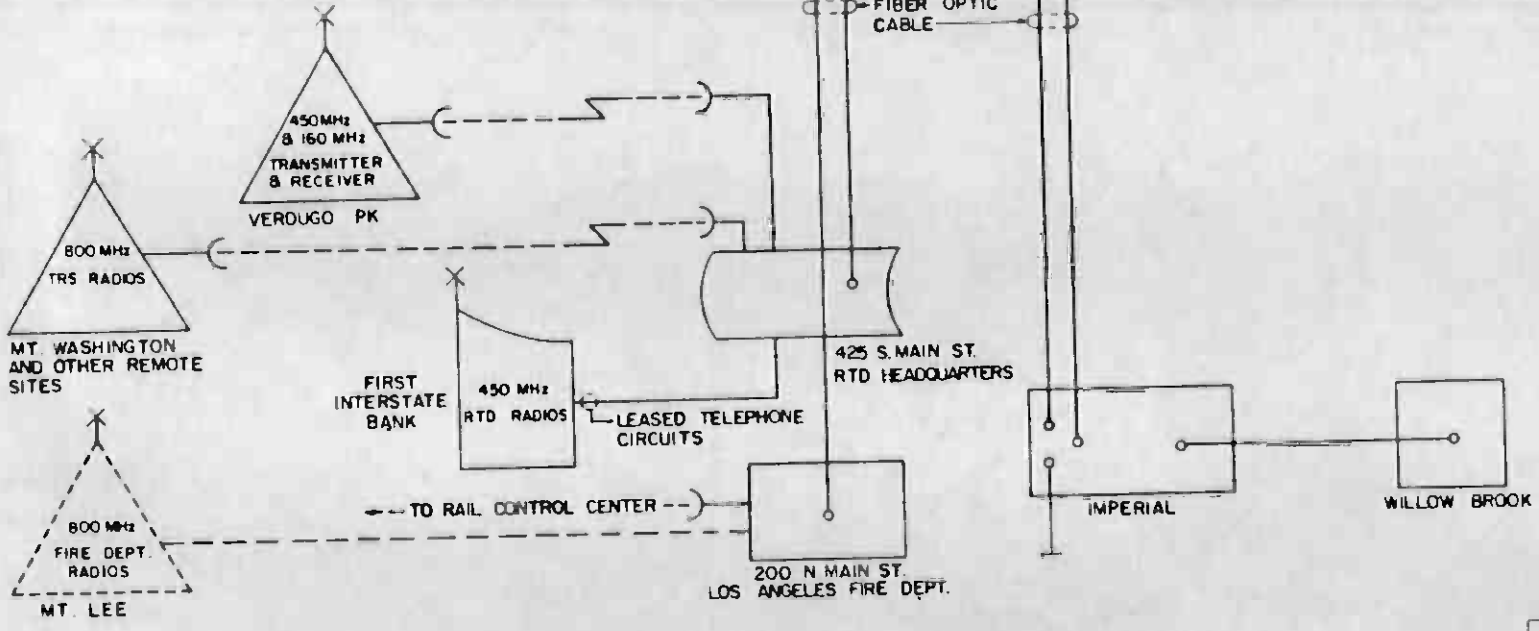 FIBER OPTIC
CABLE
450 MHz
& 160 MHz
TRANSMITTER
& RECEIVER
VERDUGO PK
800 MHz
TRS RADIOS
MT. WASHINGTON
AND OTHER REMOTE
SITES
FIRST
INTERSTATE
BANK
450 MHz
RTD RADIOS
LEASED TELEPHONE
CIRCUITS
425 S. MAIN ST.
RTD HEADQUARTERS
IMPERIAL
WILLOW BROOK
TO RAIL CONTROL CENTER
800 MHz
FIRE DEPT.
RADIOS
MT. LEE
200 N MAIN ST.
LOS ANGELES FIRE DEPT.